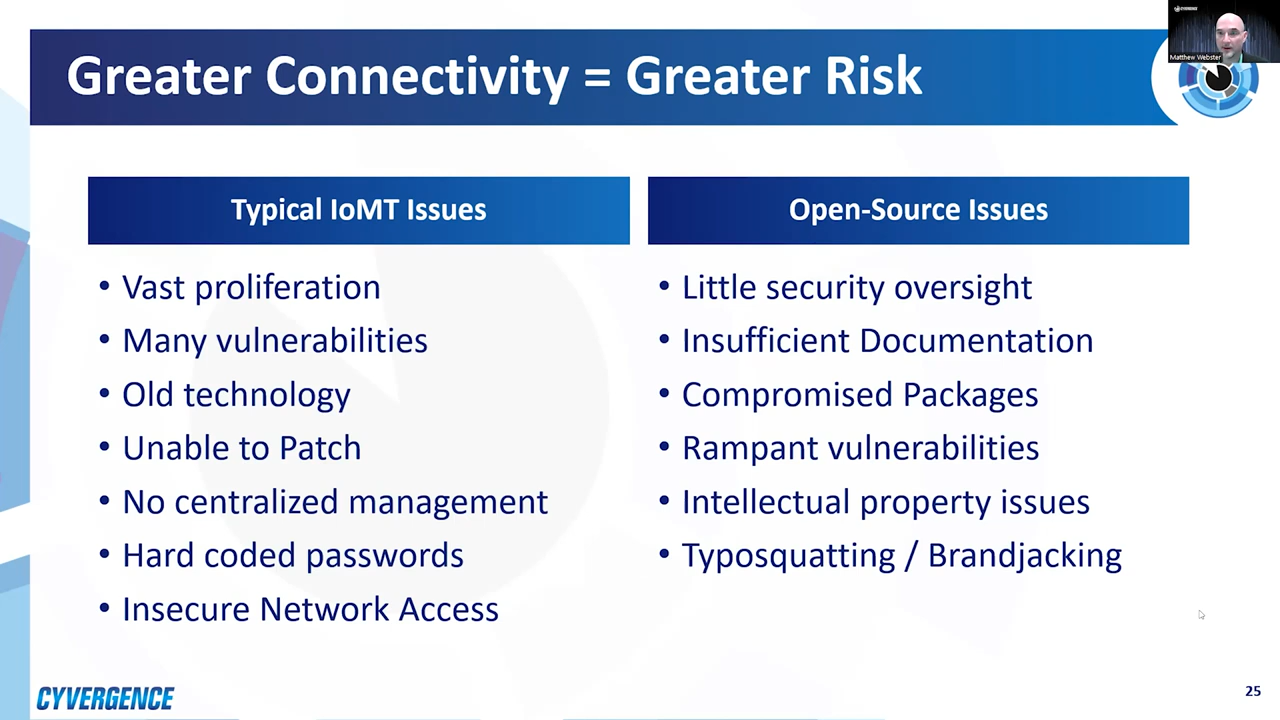 Greater Connectivity = Greater Risk
CYVERGENCE
Matthew Webster
Typical IoMT Issues
• Vast proliferation
• Many vulnerabilities
• Old technology
• Unable to Patch
• No centralized management
• Hard coded passwords
• Insecure Network Access
Open-Source Issues
• Little security oversight
• Insufficient Documentation
• Compromised Packages
• Rampant vulnerabilities
• Intellectual property issues
• Typosquatting / Brandjacking
CYVERGENCE
25